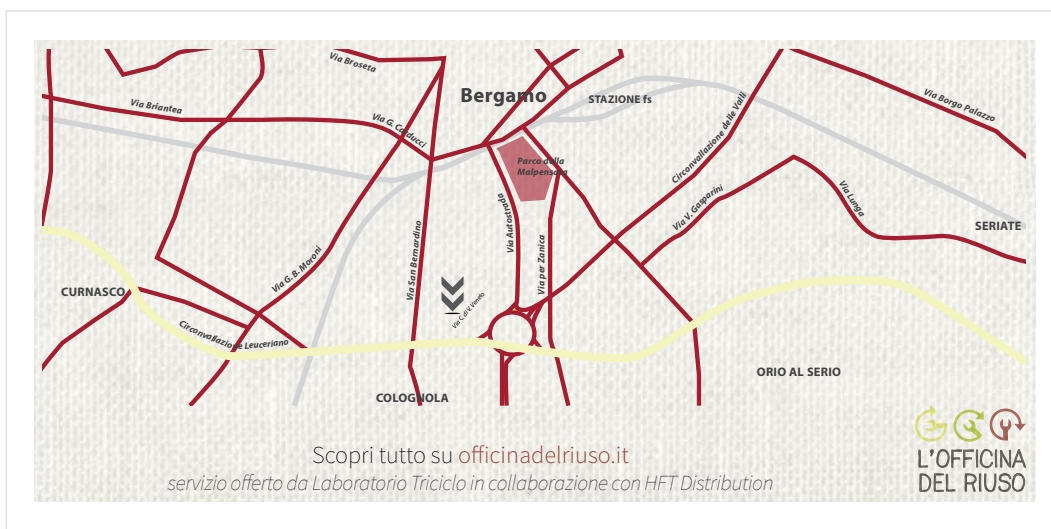 Via Broseta
Bergamo
STAZIONE fs
Via Briantea
Via G. Carducci
Circonvallazione delle Valli
Via Borgo Palazzo
Parco della
Malpensata
Via Autostrada
Via V. Gasparini
Via Lunga
SERIATE
Via San Bernardino
Via per Zanica
Via G. B. Moroni
CURNASCO
Via C. di V. Veneto
Circonvallazione Leuceriano
ORIO AL SERIO
COLOGNOLA
Scopri tutto su officinadelriuso.it
servizio offerto da Laboratorio Triciclo in collaborazione con HFT Distribution
L'OFFICINA
DEL RIUSO